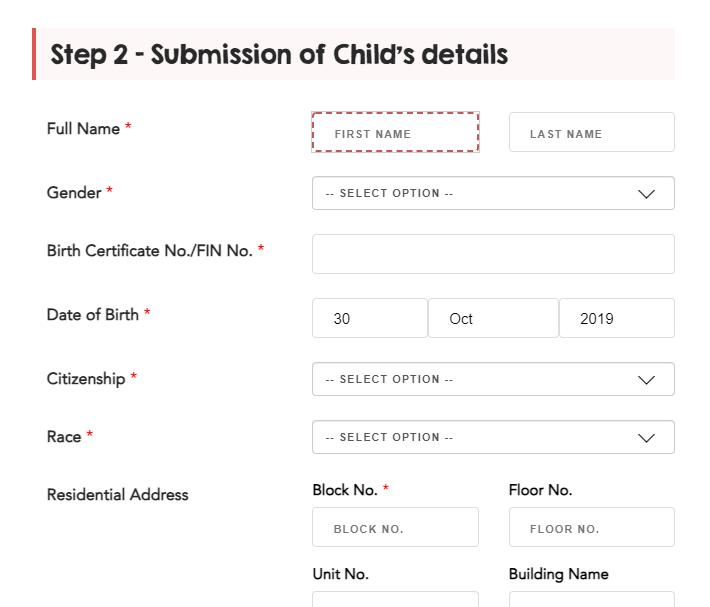 Step 2 - Submission of Child's details
Full Name *
FIRST NAME
LAST NAME
Gender *
-- SELECT OPTION --
Birth Certificate No./FIN No. *
Date of Birth *
30
Oct
2019
Citizenship *
-- SELECT OPTION --
Race *
-- SELECT OPTION --
Residential Address
Block No. *
Floor No.
BLOCK NO.
FLOOR NO.
Unit No.
Building Name